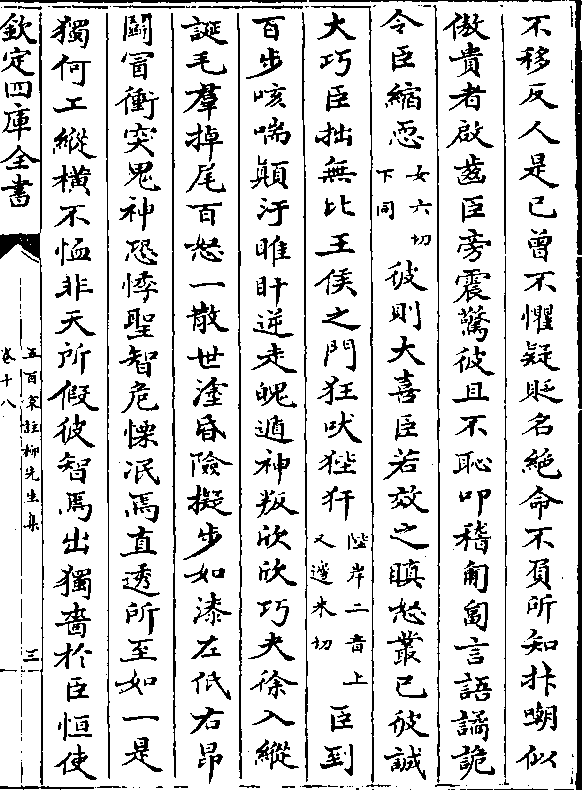 不移反人是己曾不懼疑貶名絶命不負所知抃嘲似
傲貴者啟齒臣旁震驚彼且不恥叩稽匍匐言語譎詭
令臣縮恧女六切下同彼則大喜臣若效之瞋怒叢己彼誠
大巧臣拙無比王侯之門狂吠狴犴陛岸二音上又邊米切臣到
百步咳喘顛汗睢盱逆走魄遁神叛欣欣巧夫徐入縱
誕毛羣掉尾百怒一散世塗昏險擬步如漆左低右昂
鬬冒衝突鬼神恐悸聖智危慄泯焉直透所至如一是
獨何工縱橫不恤非天所假彼智焉出獨嗇於臣恒使
欽定四庫全書
五百家註柳先生集
卷十八
三